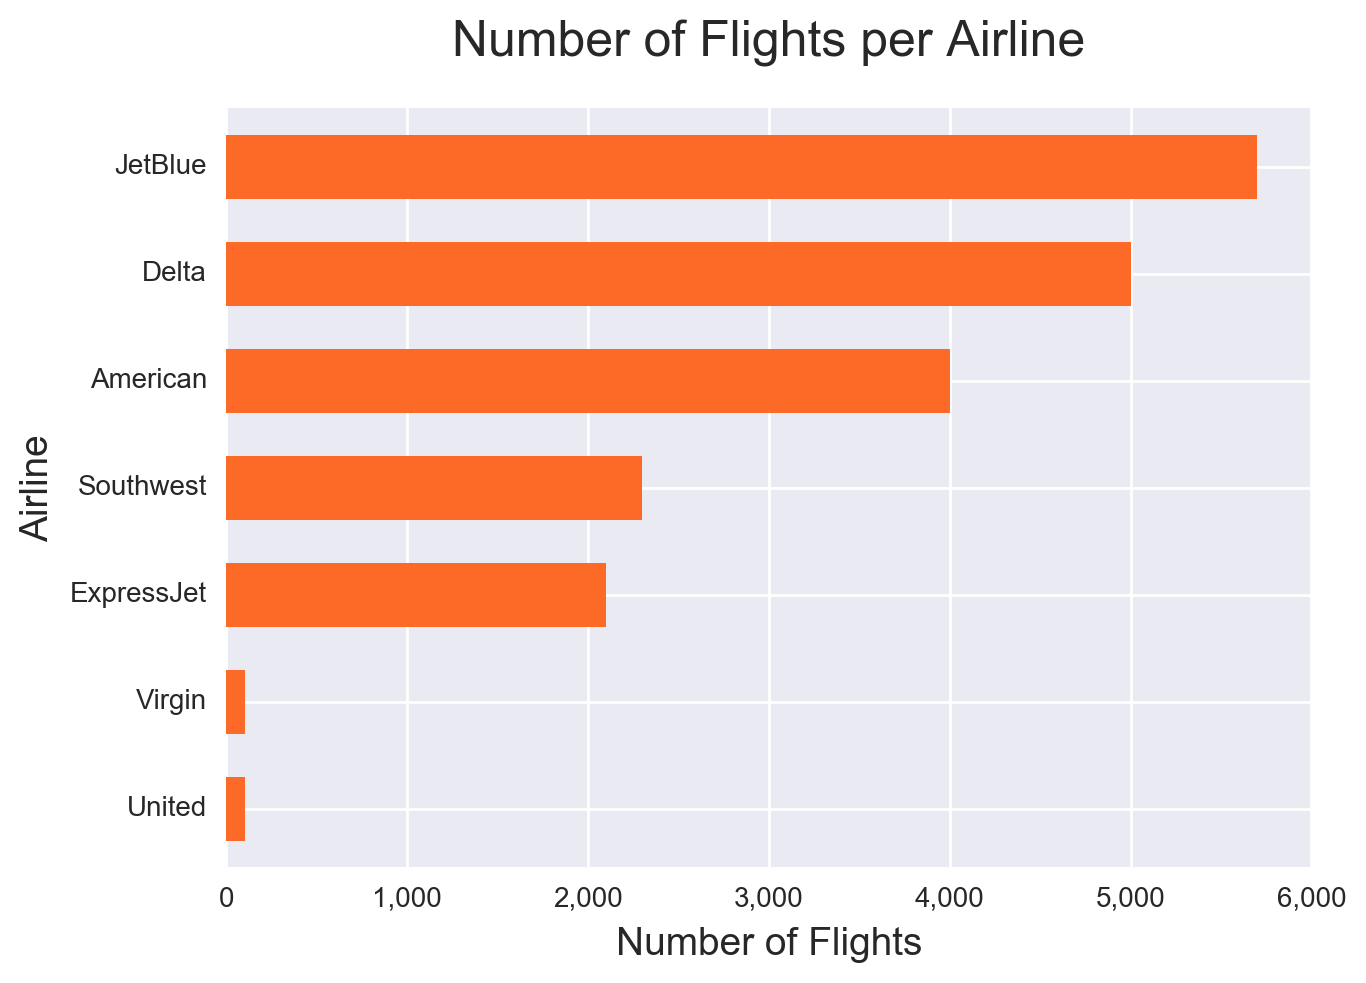 Number of Flights per Airline
JetBlue
Delta
American
Southwest
ExpressJet
Virgin
United
Airline
0 1,000 2,000 3,000 4,000 5,000 6,000
Number of Flights